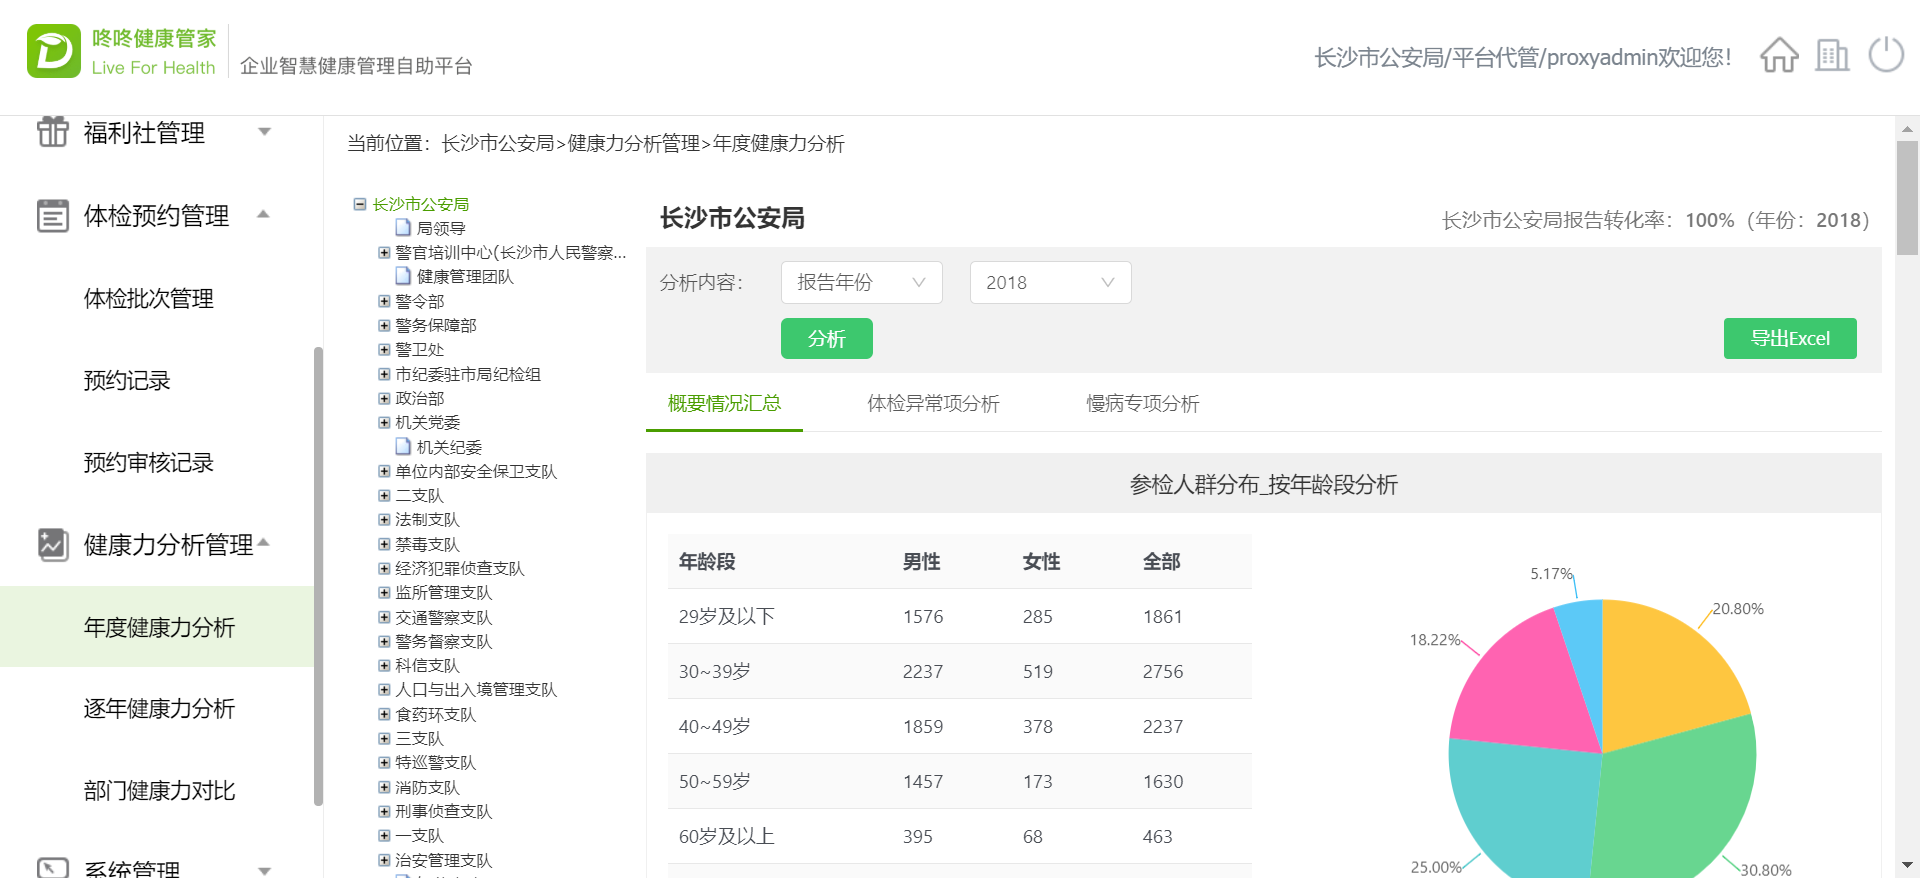 咚咚健康管家
Live For Health
企业智慧健康管理自助平台
长沙市公安局/平台代管/proxyadmin欢迎您!
福利社管理
体检预约管理
体检批次管理
预约记录
预约审核记录
健康力分析管理
年度健康力分析
逐年健康力分析
部门健康力对比
系统管理
当前位置：长沙市公安局>健康力分析管理>年度健康力分析
长沙市公安局
局领导
警官培训中心(长沙市人民警察...
健康管理团队
警令部
警务保障部
警卫处
市纪委驻市局纪检组
政治部
机关党委
机关纪委
单位内部安全保卫支队
二支队
法制支队
禁毒支队
经济犯罪侦查支队
监所管理支队
交通警察支队
警务督察支队
科信支队
人口与出入境管理支队
食药环支队
三支队
特巡警支队
消防支队
刑事侦查支队
一支队
治安管理支队
长沙市公安局
长沙市公安局报告转化率：100%（年份：2018）
分析内容：
报告年份
2018
分析
导出Excel
概要情况汇总
体检异常项分析
慢病专项分析
参检人群分布_按年龄段分析
年龄段 男性 女性 全部
29岁及以下 1576 285 1861
30~39岁 2237 519 2756
40~49岁 1859 378 2237
50~59岁 1457 173 1630
60岁及以上 395 68 463
5.17%
20.80%
18.22%
25.00%
30.80%